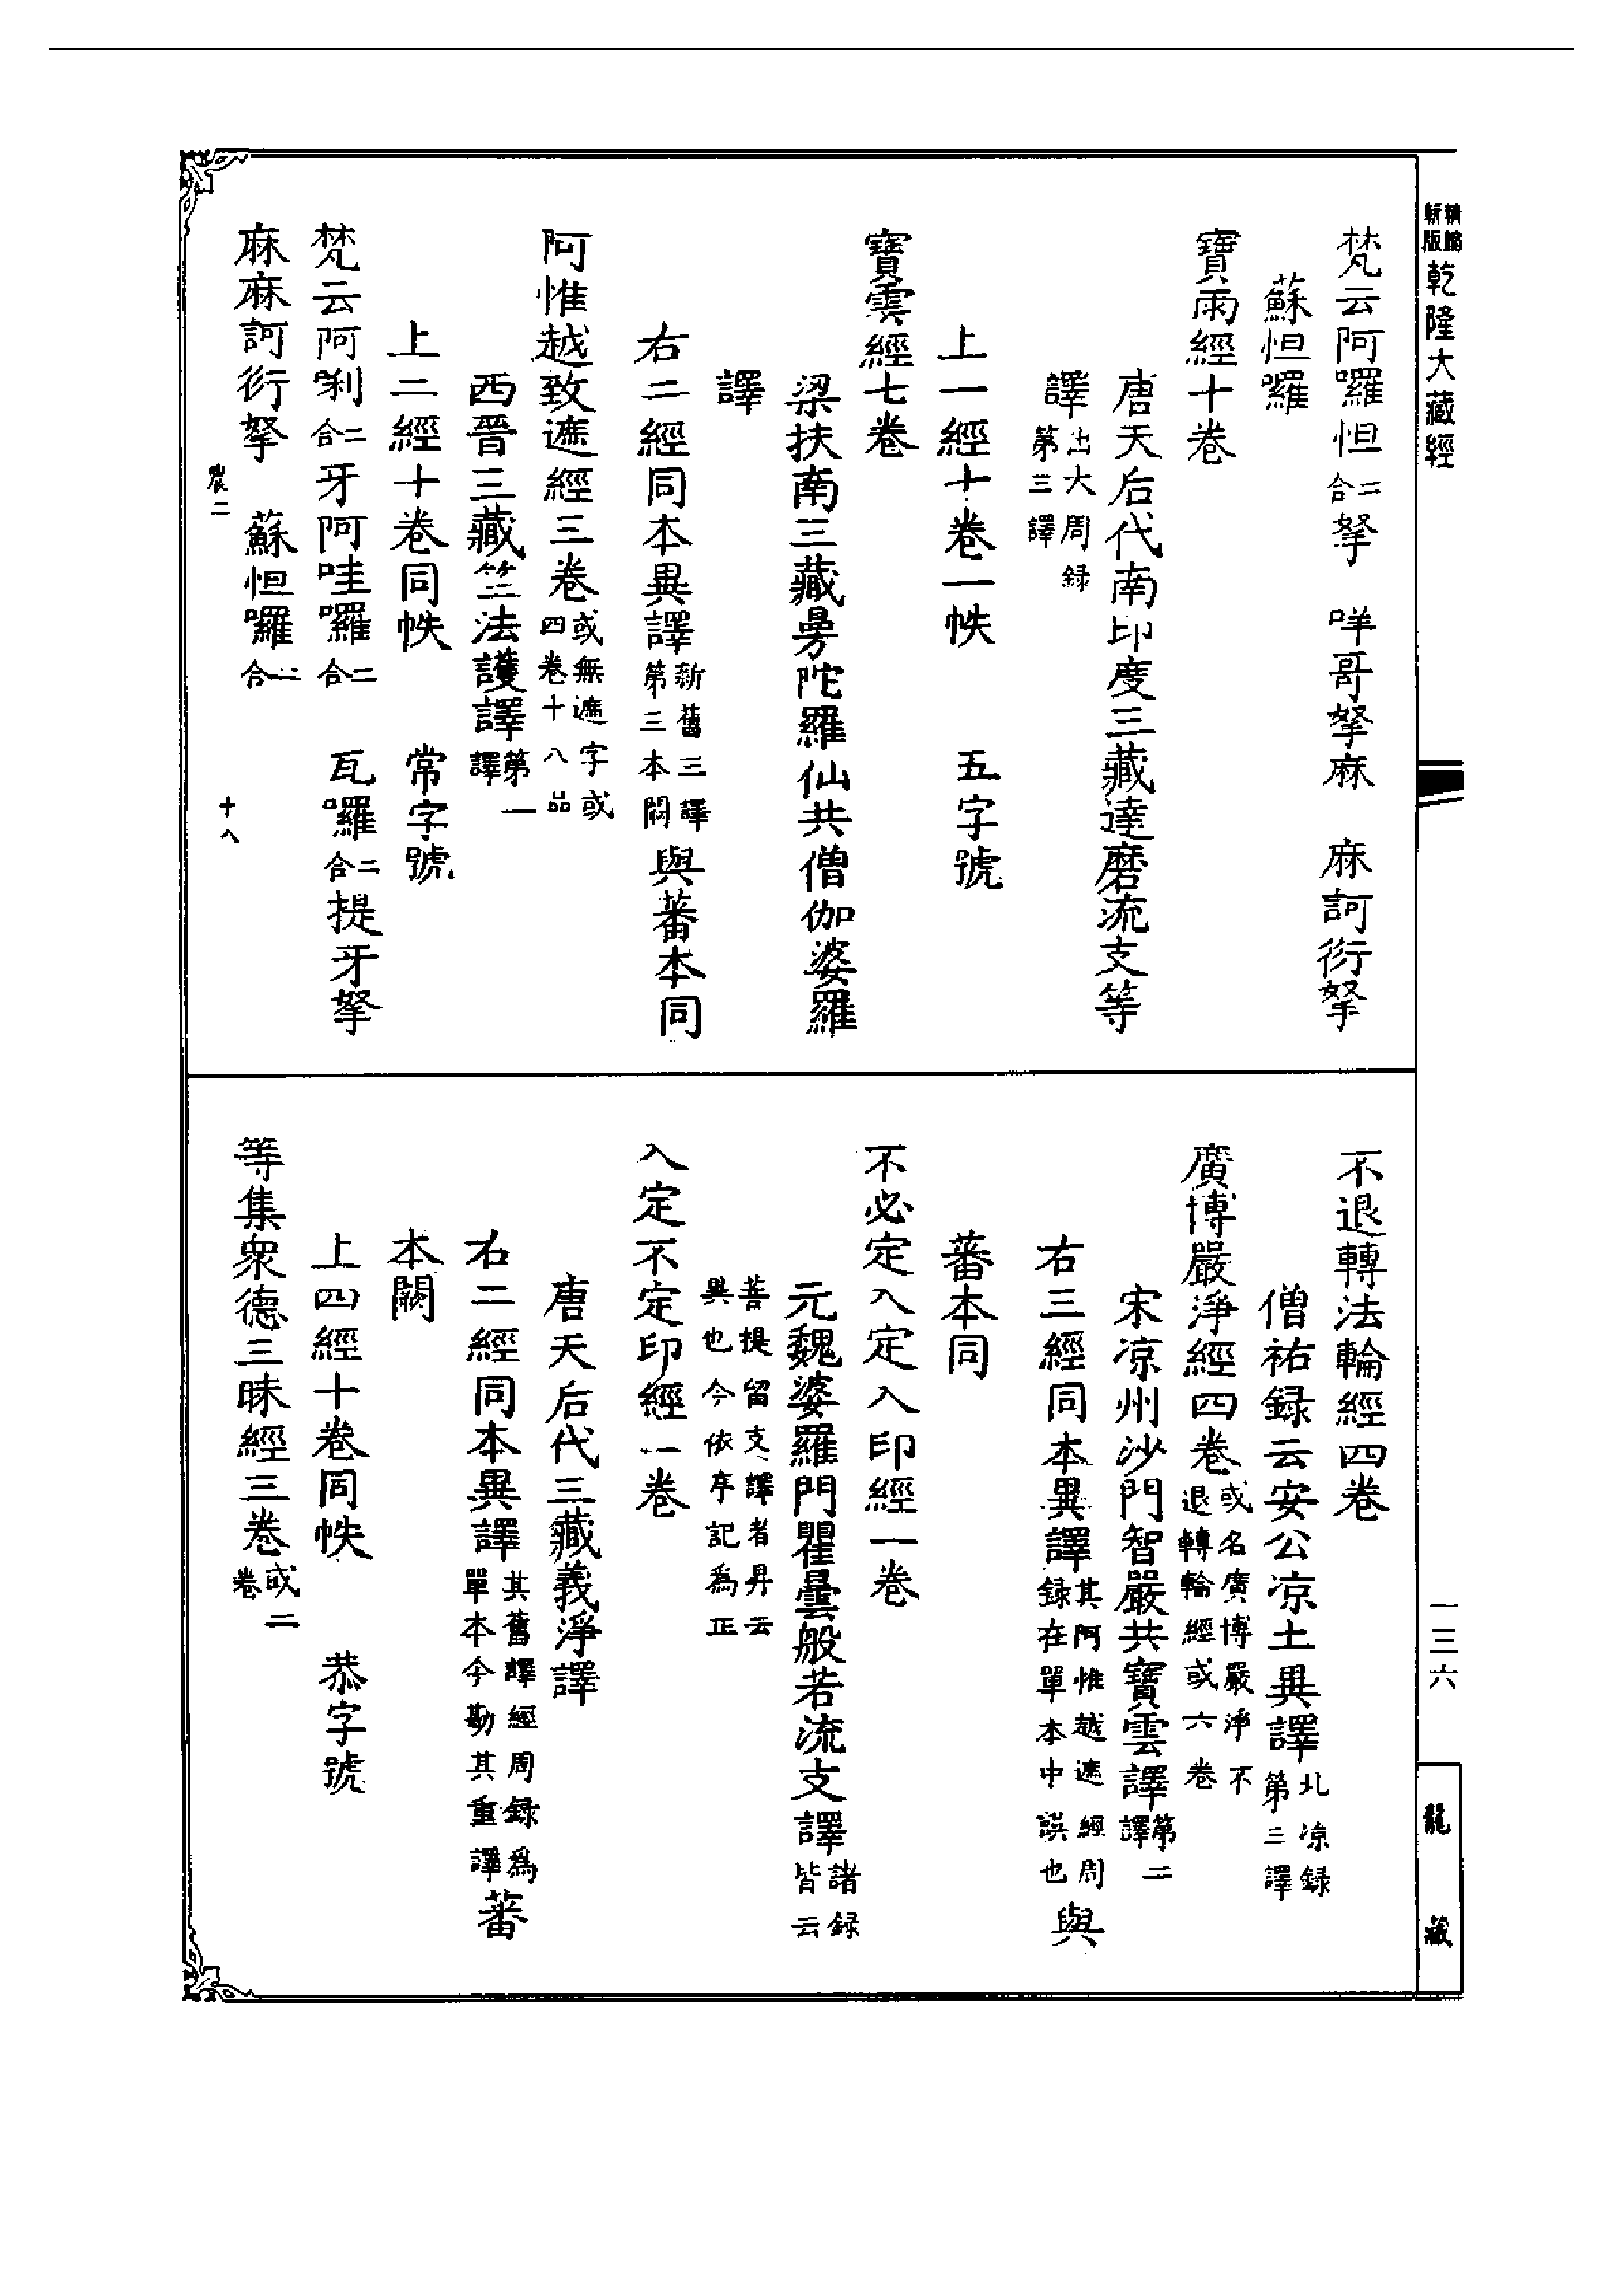 精縮新版乾隆大藏經
梵云阿囉怛二合拏 咩哥拏麻 麻訶衍拏
蘇怛囉
寶雨經十卷
唐天后代南印度三藏達磨流支等
譯出大周録第三譯
上一經十卷一帙 五字號
寶雲經七卷
梁扶南三藏曼陀羅仙共僧伽婆羅
譯
右二經同本異譯新舊三譯第三本闕與蕃本同
阿惟越致遮經三卷或無遮字或四卷十八品
西晉三藏竺法護譯第一譯
上二經十卷同帙 常字號
梵云阿唎二合牙阿哇囉二合 瓦囉二合提牙拏
麻麻訶衍拏 蘇怛囉二合
農二 十八
不退轉法輪經四卷
僧祐録云安公凉土異譯北凉録第三譯
廣博嚴淨經四卷或名廣博嚴淨不退轉輪經或六卷
宋凉州沙門智嚴共寶雲譯第二譯
右三經同本異譯其阿惟越遮經周録在單本中誤也與
蕃本同
不必定入定入印經一卷
元魏婆羅門瞿曇般若流支譯諸録皆云
菩提留支譯者昇云異也今依序記為正
入定不定印經一卷
唐天后代三藏義淨譯
右二經同本異譯其舊譯經周録為單本今勘其重譯蕃
本闕
上四經十卷同帙 恭字號
等集衆德三昧經三卷或二卷
一三六
龍藏